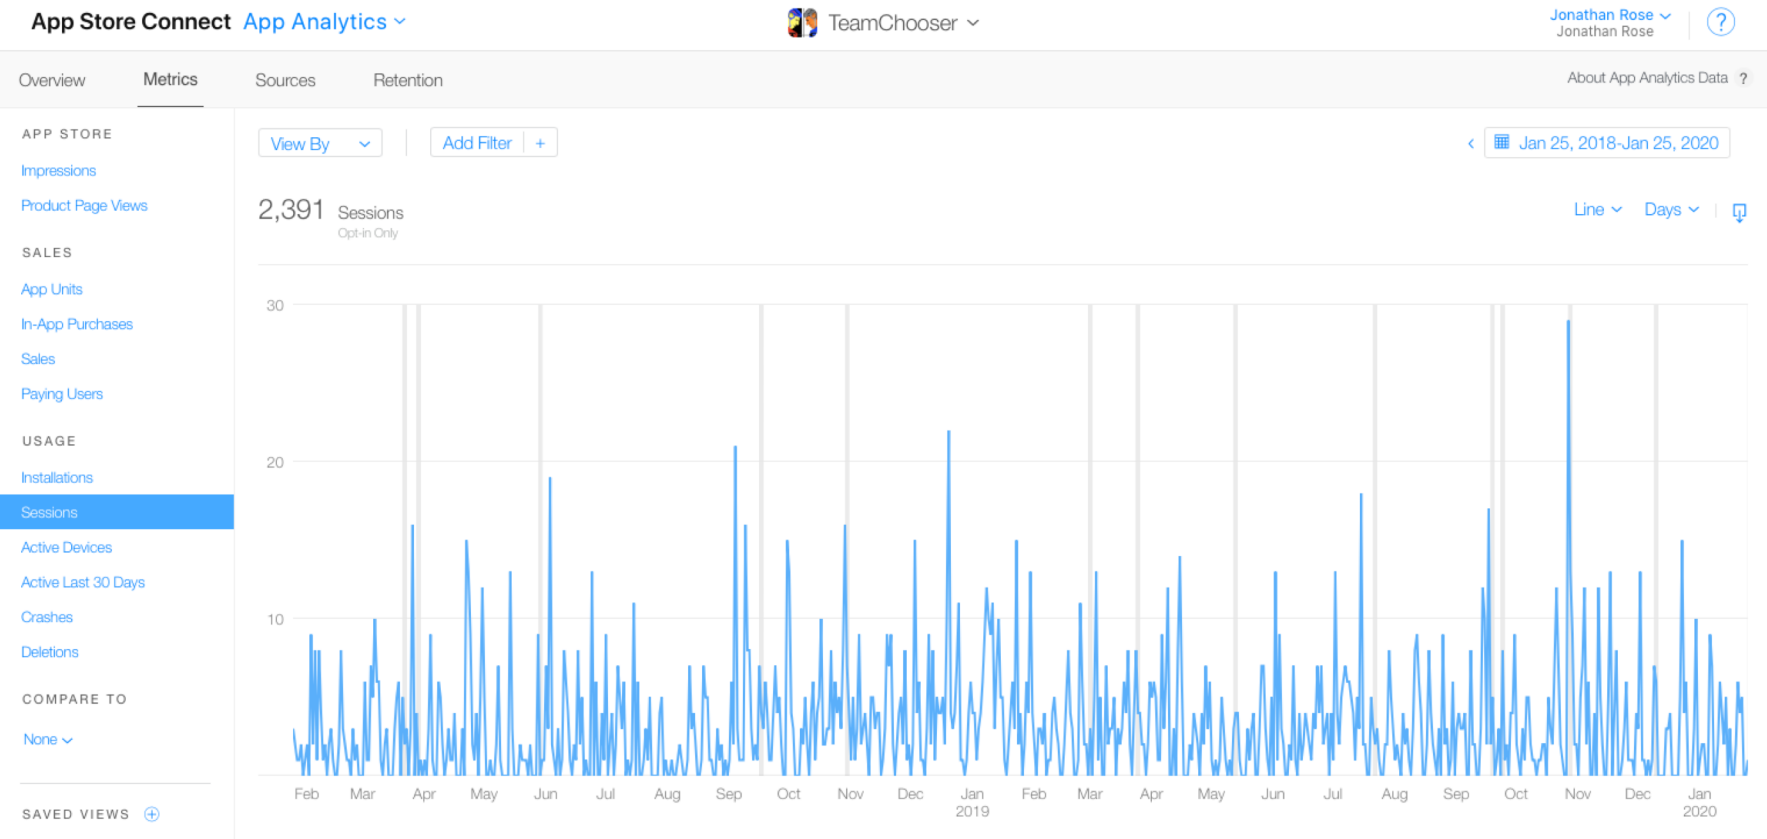 App Store Connect App Analytics
TeamChooser
Jonathan Rose
Jonathan Rose
?
Overview Metrics Sources Retention
About App Analytics Data ?
APP STORE
Impressions
Product Page Views
SALES
App Units
In-App Purchases
Sales
Paying Users
USAGE
Installations
Sessions
Active Devices
Active Last 30 Days
Crashes
Deletions
COMPARE TO
None
SAVED VIEWS
View By
Add Filter +
Jan 25, 2018-Jan 25, 2020
2,391 Sessions
Opt-in Only
Line Days
30
20
10
Feb Mar Apr May Jun Jul Aug Sep Oct Nov Dec Jan Feb Mar Apr May Jun Jul Aug Sep Oct Nov Dec Jan
2019 2020